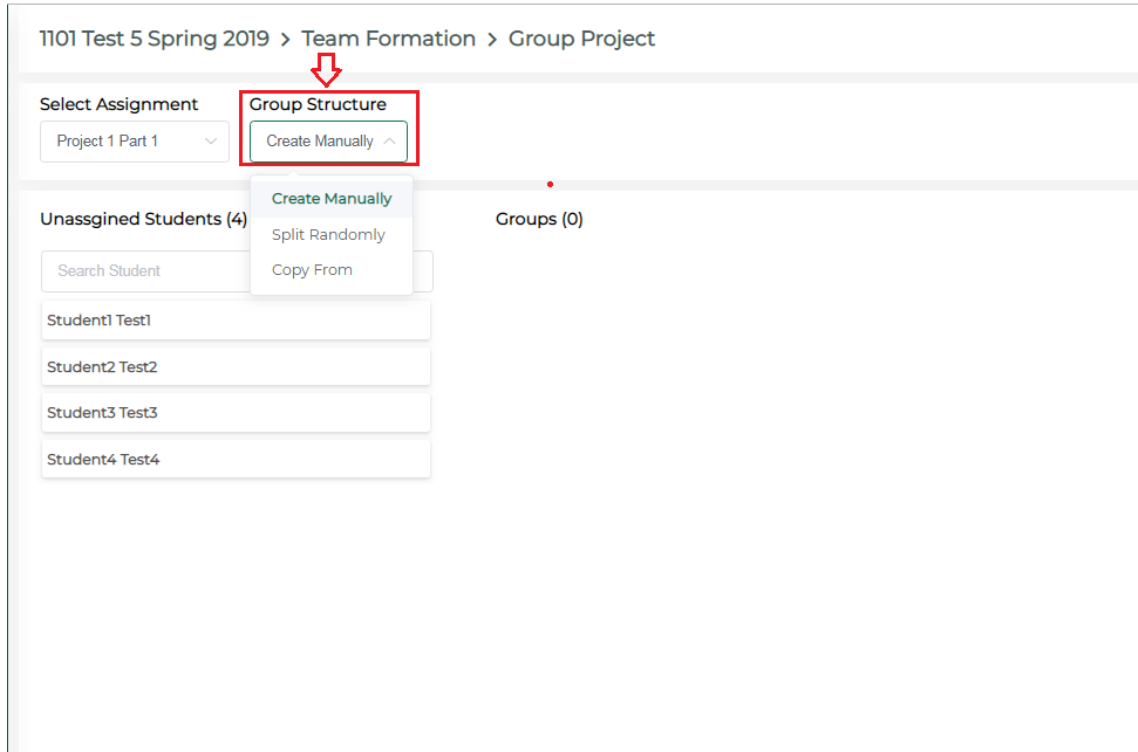 1101 Test 5 Spring 2019 > Team Formation > Group Project
Select Assignment
Group Structure
Project 1 Part 1
Create Manually
Create Manually
Split Randomly
Copy From
Unassgined Students (4)
Groups (0)
Search Student
Student1 Test1
Student2 Test2
Student3 Test3
Student4 Test4